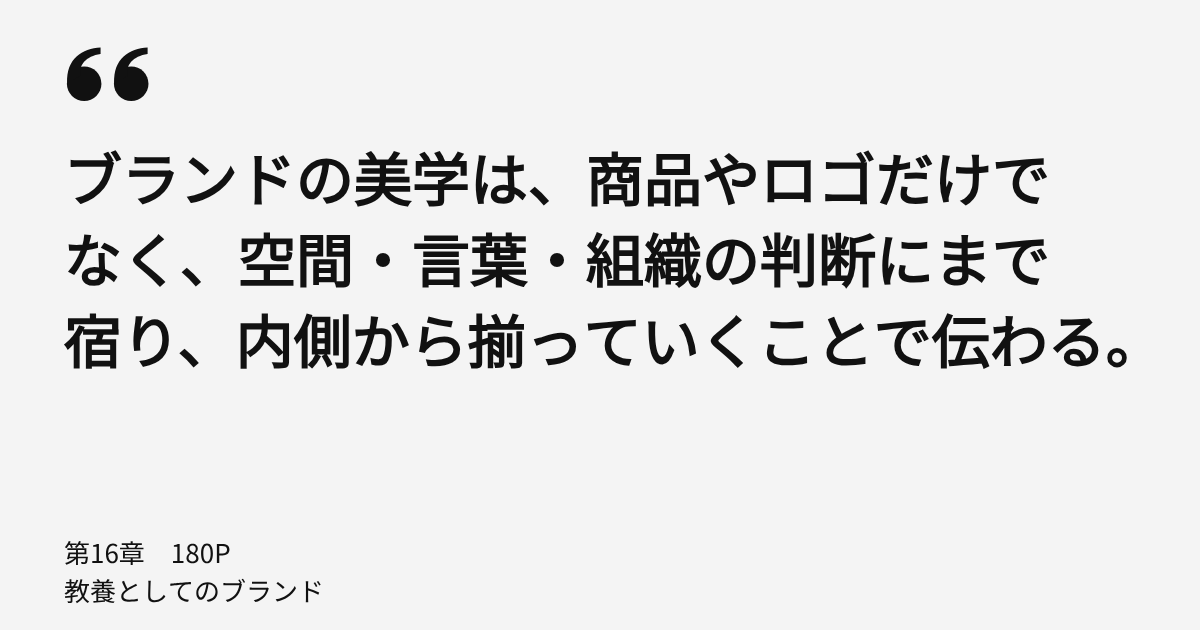 “
ブランドの美学は、商品やロゴだけで
なく、空間・言葉・組織の判断にまで
宿り、内側から揃っていくことで伝わる。
第16章　180P
教養としてのブランド